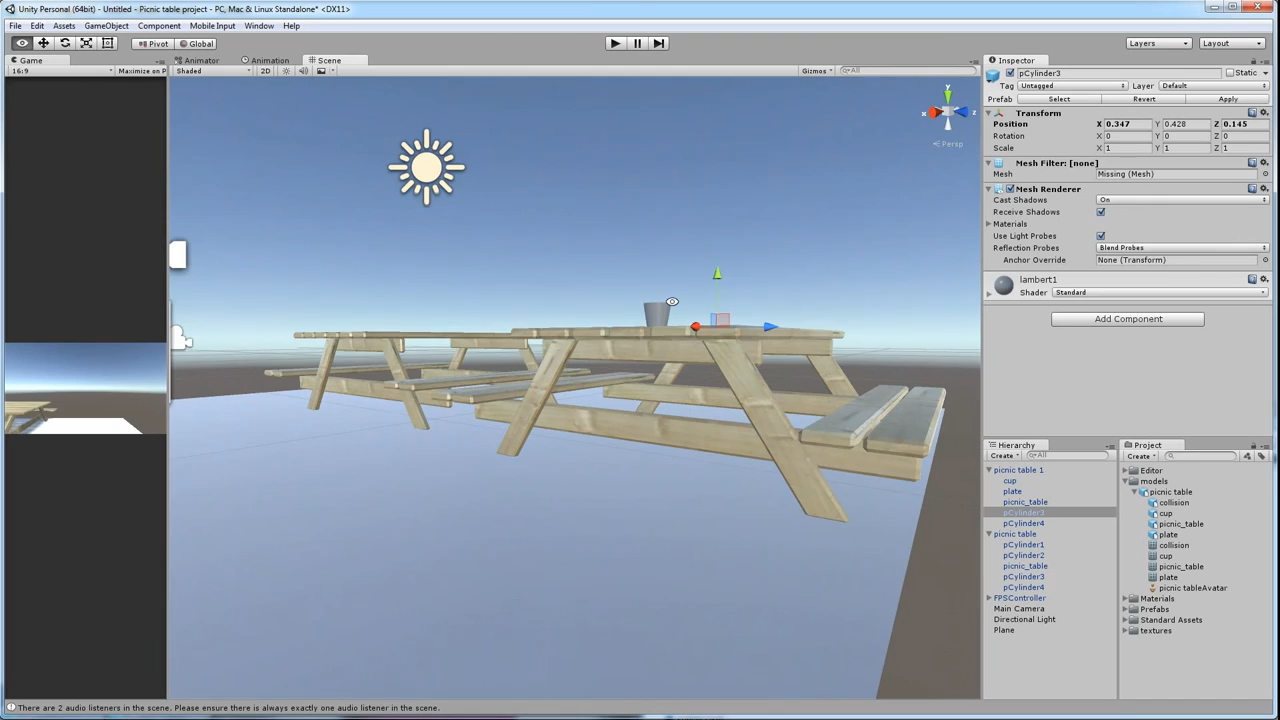 Unity Personal (64bit) - Untitled - Picnic table project - PC, Mac & Linux Standalone* <DX11>
File Edit Assets GameObject Component Mobile Input Window Help
Pivot Global Layers Layout
Game Animator Animation Scene Inspector
16:9 Maximize on P Shaded 2D Gizmos All
pCylinder3 Static
Tag Untagged Layer Default
Prefab Select Revert Apply
Transform
Position X 0.347 Y 0.428 Z 0.145
Rotation X 0 Y 0 Z 0
Scale X 1 Y 1 Z 1
Mesh Filter: [none]
Mesh Missing (Mesh)
Mesh Renderer
Cast Shadows On
Receive Shadows
Materials
Use Light Probes
Reflection Probes Blend Probes
Anchor Override None (Transform)
lambert1
Shader Standard
Add Component
y
x z
Persp
Hierarchy
Create All
picnic table 1
cup
plate
picnic_table
pCylinder3
pCylinder4
picnic table
pCylinder1
pCylinder2
picnic_table
pCylinder3
pCylinder4
FPSController
Main Camera
Directional Light
Plane
Project
Create
Editor
models
picnic table
collision
cup
picnic_table
plate
collision
cup
picnic_table
plate
picnic tableAvatar
Materials
Prefabs
Standard Assets
textures
There are 2 audio listeners in the scene. Please ensure there is always exactly one audio listener in the scene.